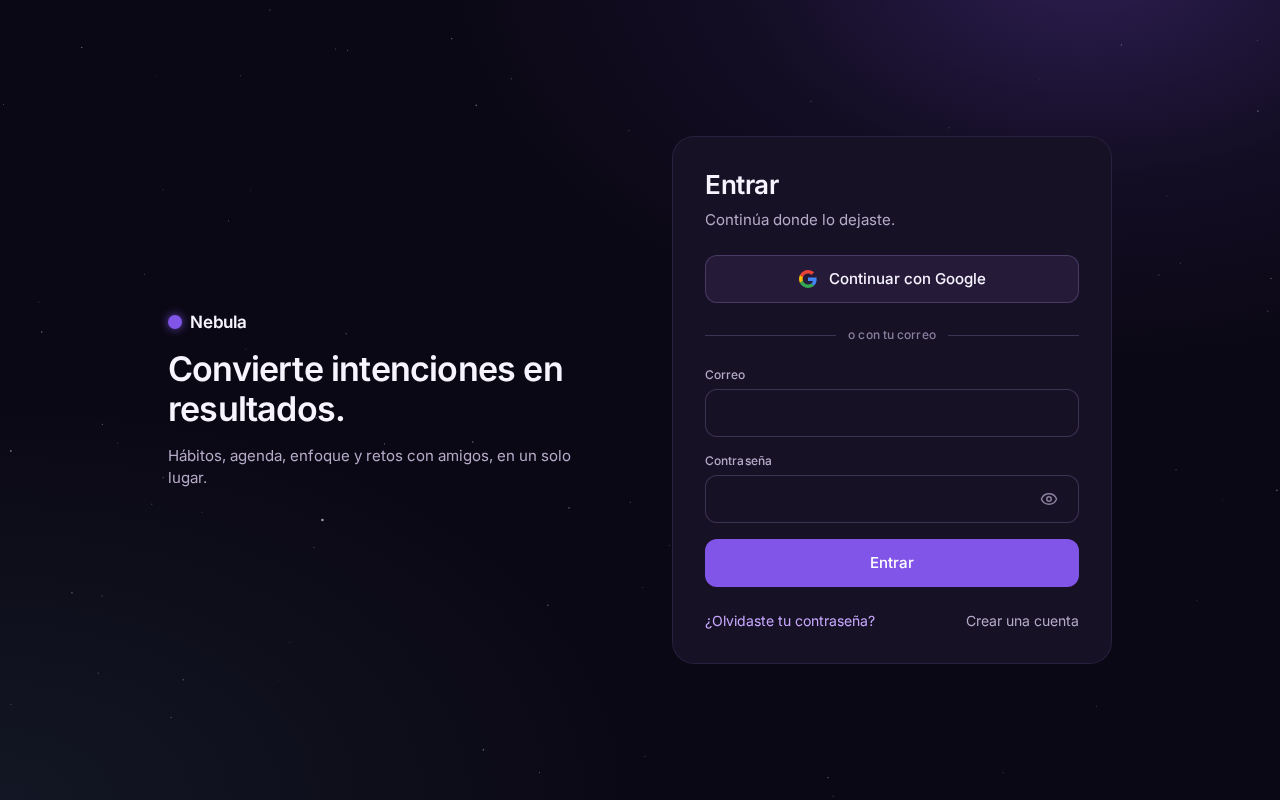 Nebula
Convierte intenciones en
resultados.
Hábitos, agenda, enfoque y retos con amigos, en un solo
lugar.
Entrar
Continúa donde lo dejaste.
Continuar con Google
o con tu correo
Correo
Contraseña
Entrar
¿Olvidaste tu contraseña?
Crear una cuenta